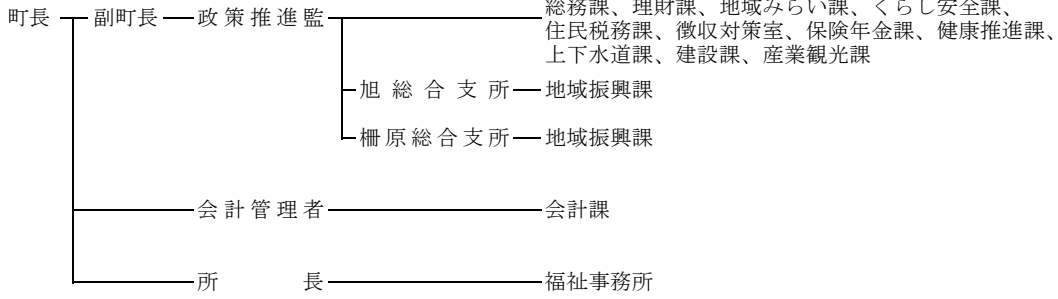 総務課、理財課、地域みらい課、くらし安全課、
町長 副町長 政策推進監 住民税務課、徴収対策室、保険年金課、健康推進課、
上下水道課、建設課、産業観光課
旭総合支所 地域振興課
柵原総合支所 地域振興課
会計管理者 会計課
所長 福祉事務所